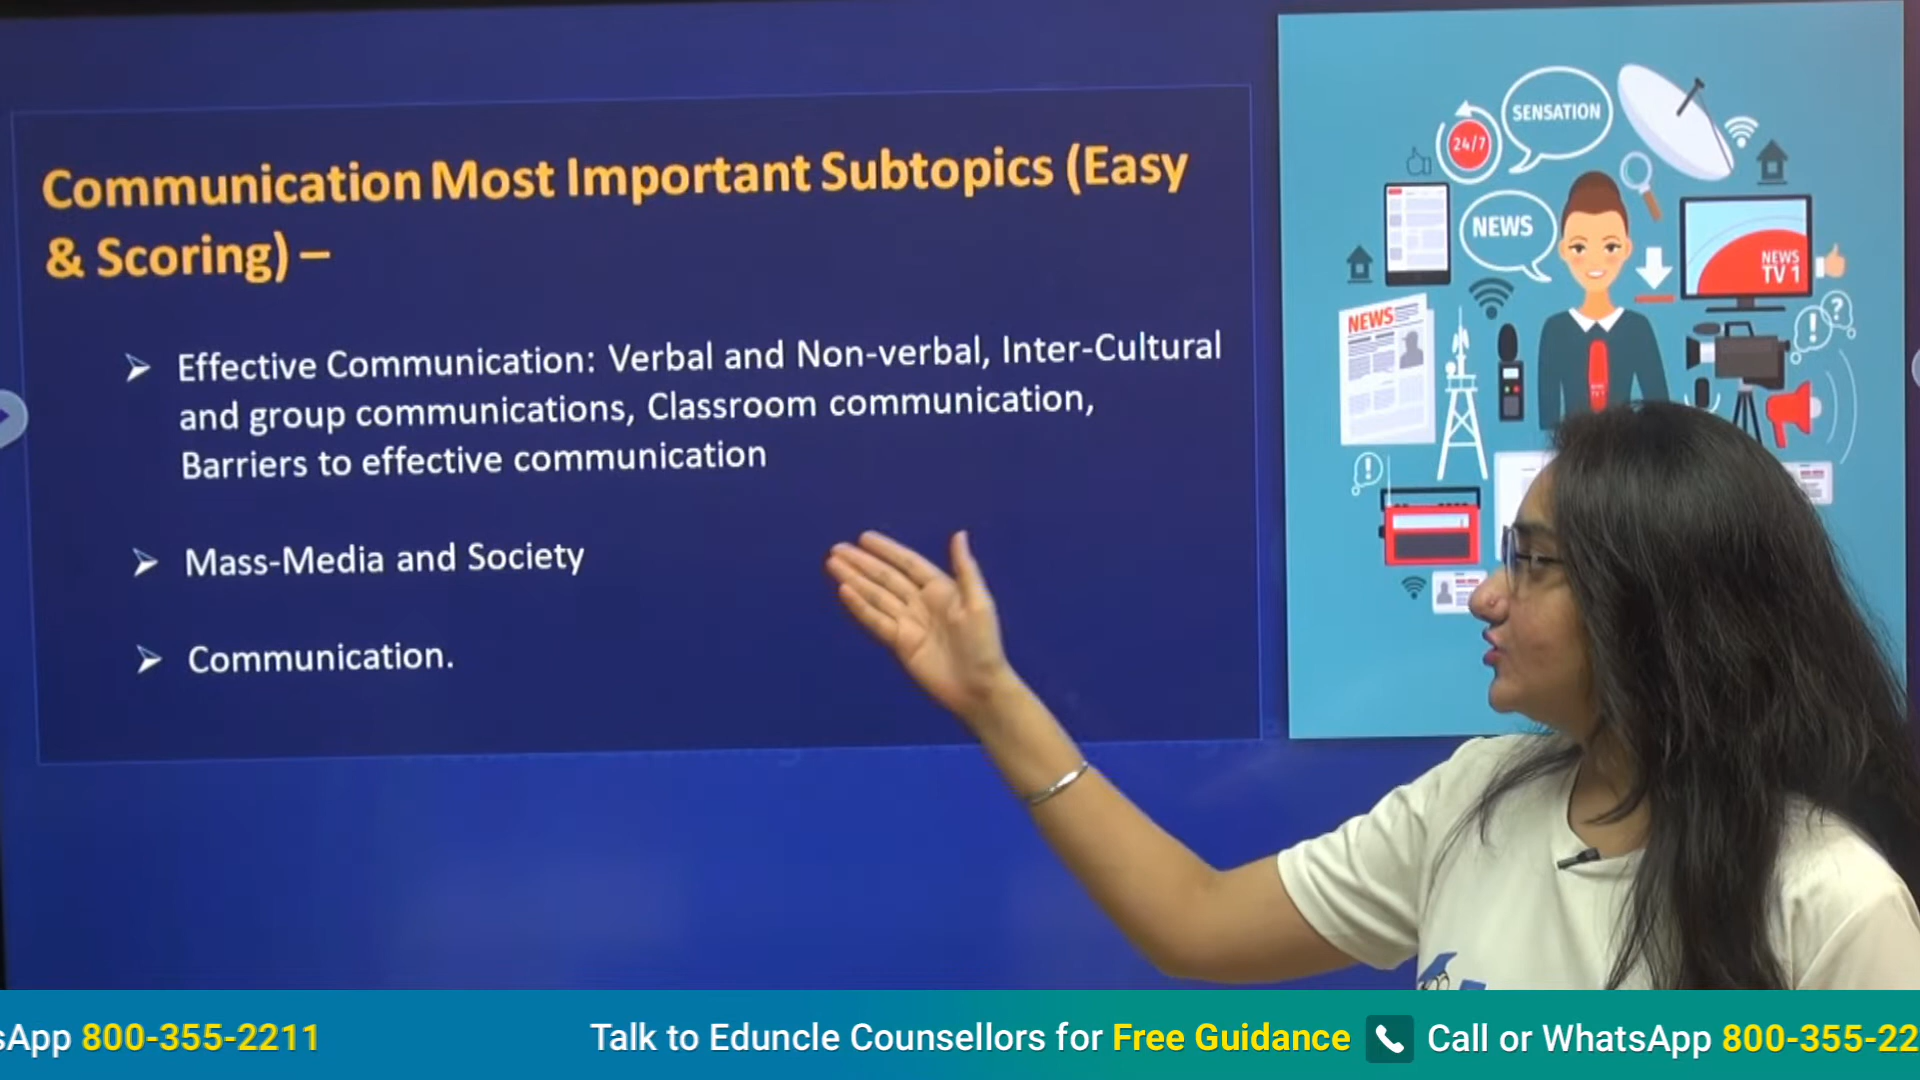 Communication Most Important Subtopics (Easy
& Scoring) –
➤ Effective Communication: Verbal and Non-verbal, Inter-Cultural
and group communications, Classroom communication,
Barriers to effective communication
➤ Mass-Media and Society
➤ Communication.
24/7
SENSATION
NEWS
NEWS
TV 1
NEWS
sApp 800-355-2211
Talk to Eduncle Counsellors for Free Guidance
Call or WhatsApp 800-355-22